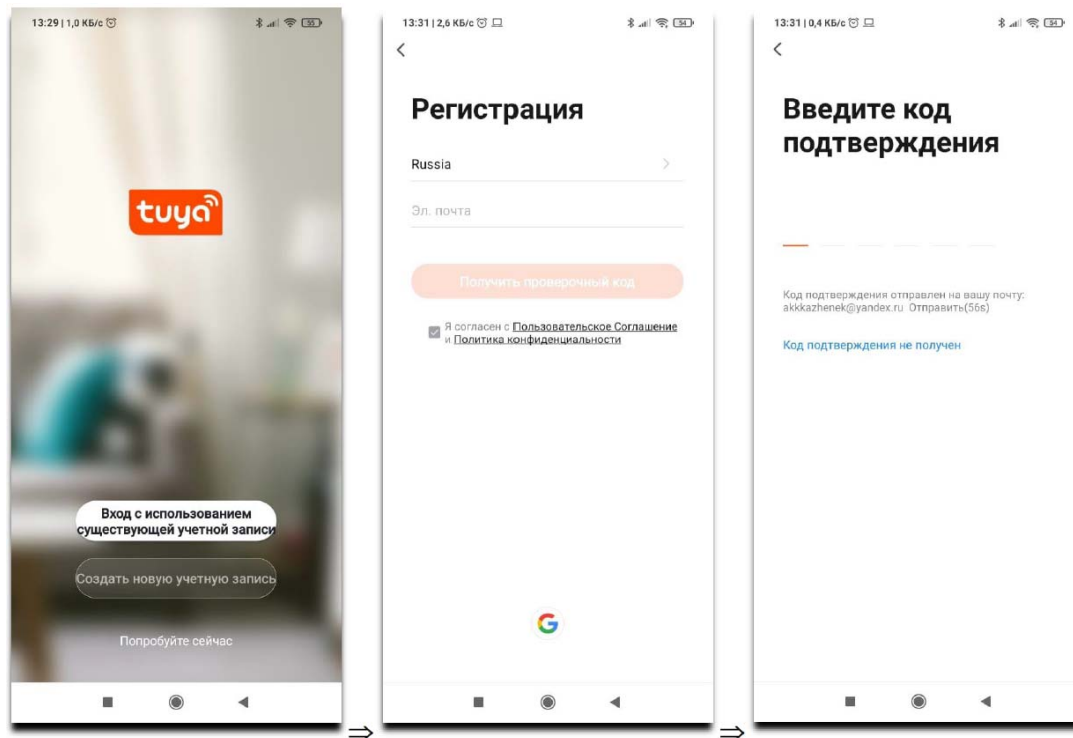 13:29 | 1,0 КБ/с
55
tuya
Вход с использованием
существующей учетной записи
Создать новую учетную запись
Попробуйте сейчас
⇒
13:31 | 2,6 КБ/с
54
Регистрация
Russia
Эл. почта
Получить проверочный код
Я согласен с Пользовательское Соглашение
и Политика конфиденциальности
⇒
13:31 | 0,4 КБ/с
54
Введите код
подтверждения
Код подтверждения отправлен на вашу почту:
akkkazhenek@yandex.ru Отправить(56s)
Код подтверждения не получен